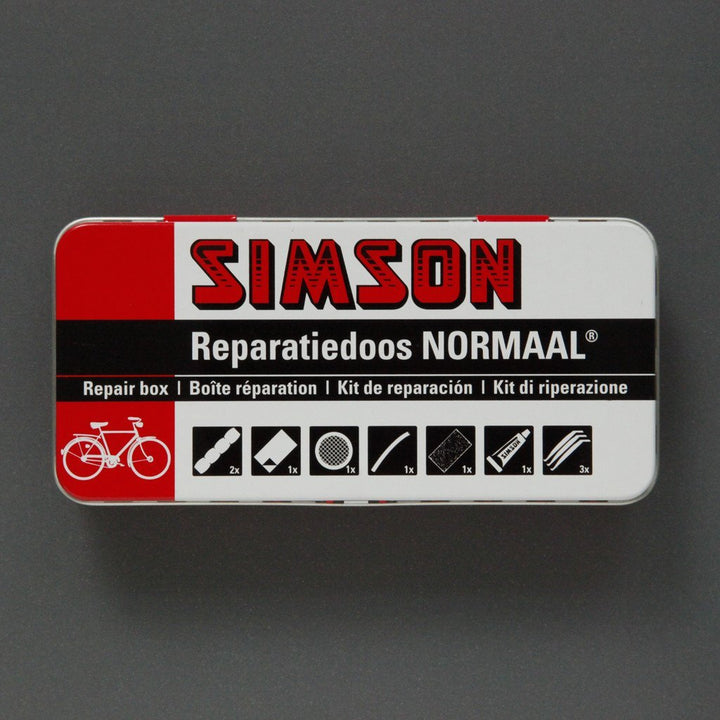 SIMSON
Reparatiedoos NORMAAL®
Repair box | Boîte réparation | Kit de reparación | Kit di riperazione
2x 1x 1x 1x 1x SIMSON 1x 3x